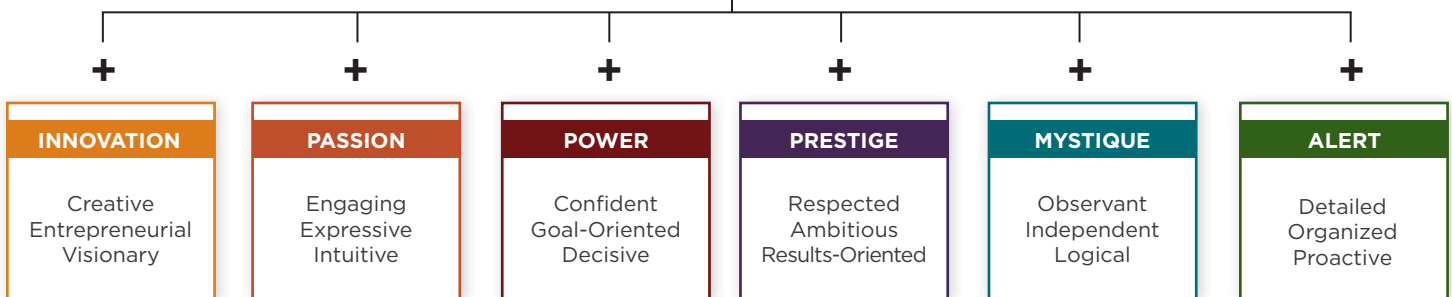 + + + + + +
INNOVATION
Creative
Entrepreneurial
Visionary
PASSION
Engaging
Expressive
Intuitive
POWER
Confident
Goal-Oriented
Decisive
PRESTIGE
Respected
Ambitious
Results-Oriented
MYSTIQUE
Observant
Independent
Logical
ALERT
Detailed
Organized
Proactive